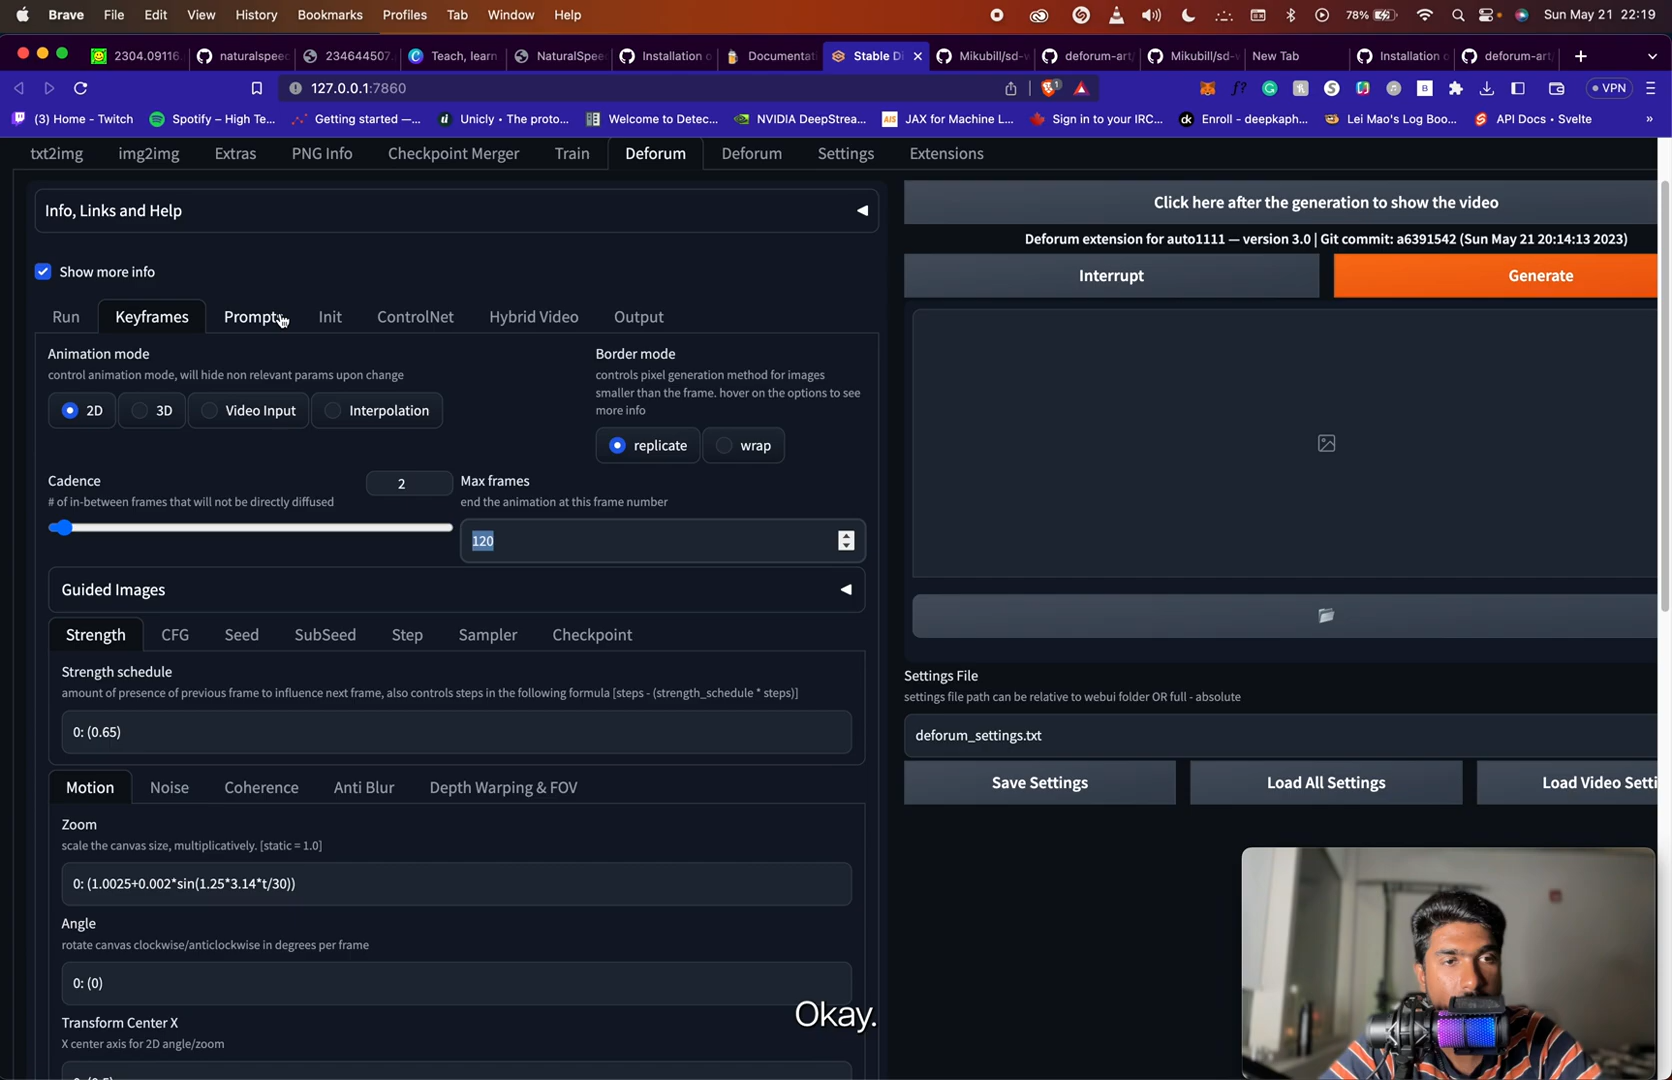 Brave File Edit View History Bookmarks Profiles Tab Window Help 78% Sun May 21 22:19
2304.09116 naturalspeec 234644507. Teach, learn NaturalSpee Installation o Documentat Stable Di Mikubill/sd-w deforum-art/ Mikubill/sd-w New Tab Installation o deforum-art/
127.0.0.1:7860 VPN
(3) Home - Twitch Spotify – High Te... Getting started —... Unicly • The proto... Welcome to Detec... NVIDIA DeepStrea... JAX for Machine L... Sign in to your IRC... Enroll - deepkaph... Lei Mao's Log Boo... API Docs • Svelte »
txt2img img2img Extras PNG Info Checkpoint Merger Train Deforum Deforum Settings Extensions
Info, Links and Help
Click here after the generation to show the video
Deforum extension for auto1111 — version 3.0 | Git commit: a6391542 (Sun May 21 20:14:13 2023)
Show more info
Interrupt Generate
Run Keyframes Prompts Init ControlNet Hybrid Video Output
Animation mode
control animation mode, will hide non relevant params upon change
2D 3D Video Input Interpolation
Border mode
controls pixel generation method for images
smaller than the frame. hover on the options to see
more info
replicate wrap
Cadence 2
# of in-between frames that will not be directly diffused
Max frames
end the animation at this frame number
120
Guided Images
Strength CFG Seed SubSeed Step Sampler Checkpoint
Strength schedule
amount of presence of previous frame to influence next frame, also controls steps in the following formula [steps - (strength_schedule * steps)]
0: (0.65)
Settings File
settings file path can be relative to webui folder OR full - absolute
deforum_settings.txt
Save Settings Load All Settings Load Video Setti
Motion Noise Coherence Anti Blur Depth Warping & FOV
Zoom
scale the canvas size, multiplicatively. [static = 1.0]
0: (1.0025+0.002*sin(1.25*3.14*t/30))
Angle
rotate canvas clockwise/anticlockwise in degrees per frame
0: (0)
Okay.
Transform Center X
X center axis for 2D angle/zoom